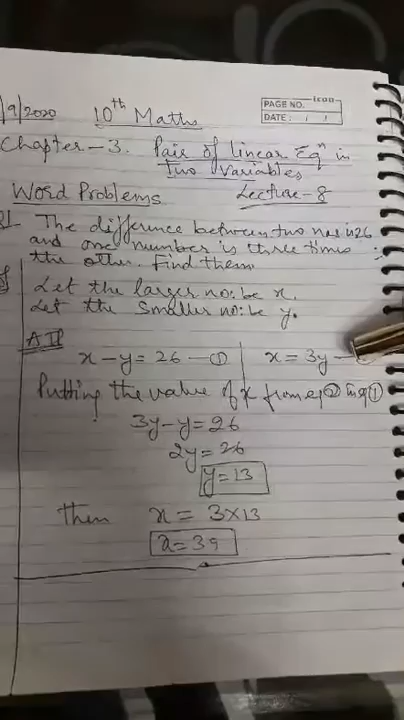 /9/2020 10th Maths
icon
PAGE NO.
DATE: / /
Chapter-3. Pair of linear Eqn in
Two Variables
Word Problems Lecture-8
The difference between two nos is 26
and one number is three times
the other. Find them.
Let the larger no: be x.
Let the smaller no: be y.
ATP
x-y=26 —① x=3y—
Putting the value of x from eq② in eq①
3y-y=26
2y=26
y=13
then x = 3×13
x=39